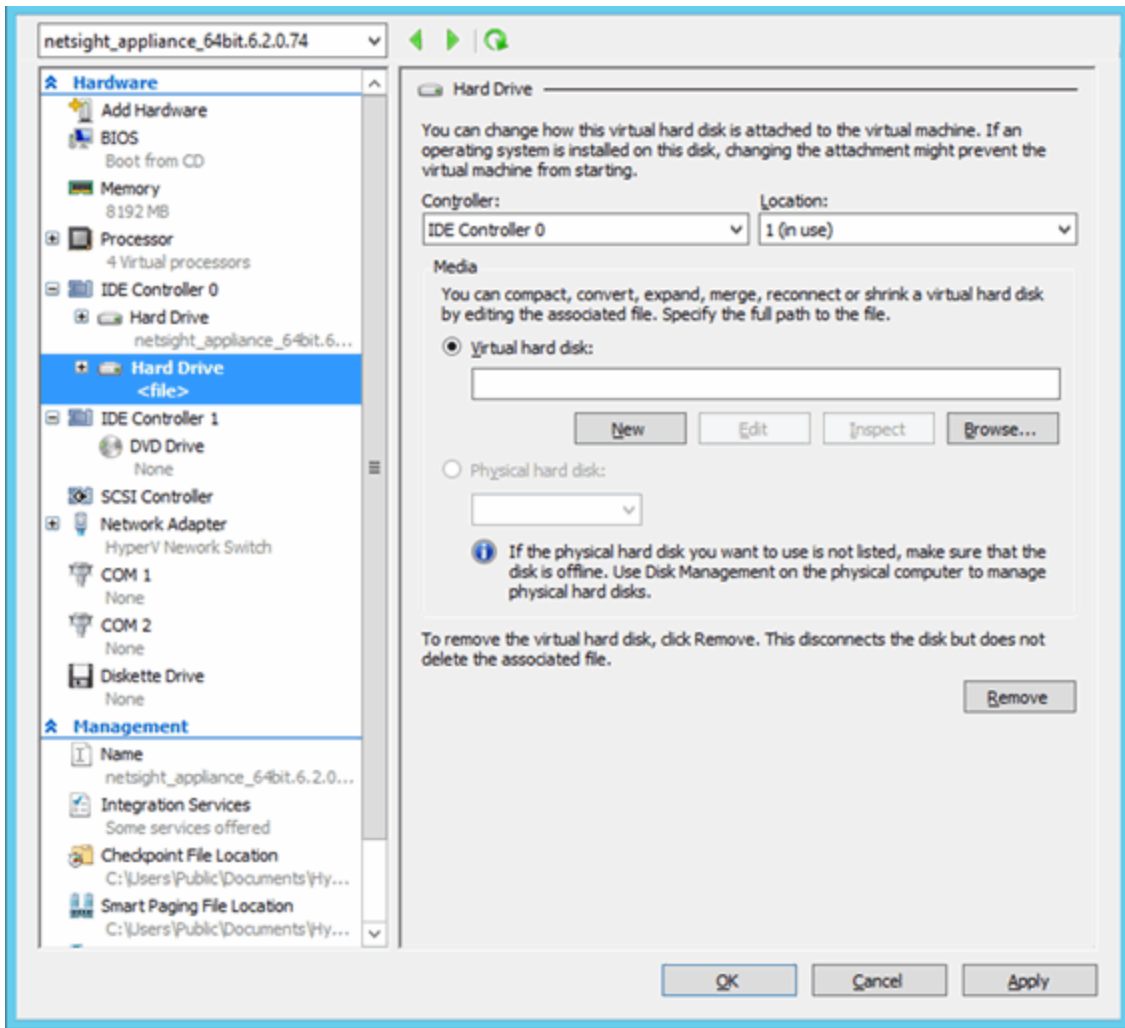 netsight_appliance_64bit.6.2.0.74
Hardware
Add Hardware
BIOS
Boot from CD
Memory
8192 MB
Processor
4 Virtual processors
IDE Controller 0
Hard Drive
netsight_appliance_64bit.6...
Hard Drive
<file>
IDE Controller 1
DVD Drive
None
SCSI Controller
Network Adapter
HyperV Nework Switch
COM 1
None
COM 2
None
Diskette Drive
None
Management
Name
netsight_appliance_64bit.6.2.0...
Integration Services
Some services offered
Checkpoint File Location
C:\Users\Public\Documents\Hy...
Smart Paging File Location
C:\Users\Public\Documents\Hy...
Hard Drive
You can change how this virtual hard disk is attached to the virtual machine. If an
operating system is installed on this disk, changing the attachment might prevent the
virtual machine from starting.
Controller:
Location:
IDE Controller 0
1 (in use)
Media
You can compact, convert, expand, merge, reconnect or shrink a virtual hard disk
by editing the associated file. Specify the full path to the file.
Virtual hard disk:
New
Edit
Inspect
Browse...
Physical hard disk:
If the physical hard disk you want to use is not listed, make sure that the
disk is offline. Use Disk Management on the physical computer to manage
physical hard disks.
To remove the virtual hard disk, click Remove. This disconnects the disk but does not
delete the associated file.
Remove
OK
Cancel
Apply